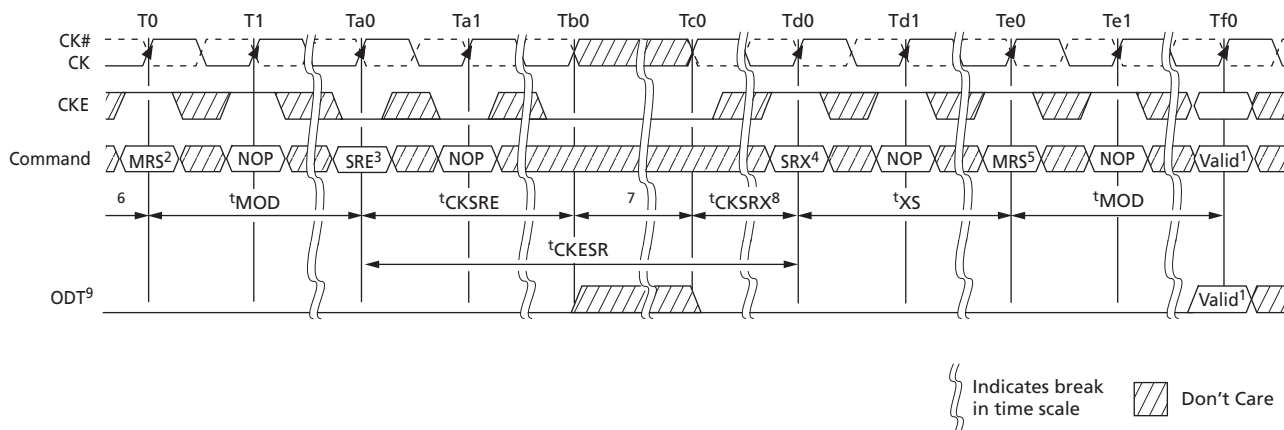 T0 T1 Ta0 Ta1 Tb0 Tc0 Td0 Td1 Te0 Te1 Tf0
CK#
CK
CKE
Command MRS² NOP SRE³ NOP SRX⁴ NOP MRS⁵ NOP Valid¹
6 ᵗMOD ᵗCKSRE 7 ᵗCKSRX⁸ ᵗXS ᵗMOD
ᵗCKESR
ODT⁹ Valid¹
Indicates break
in time scale
Don't Care